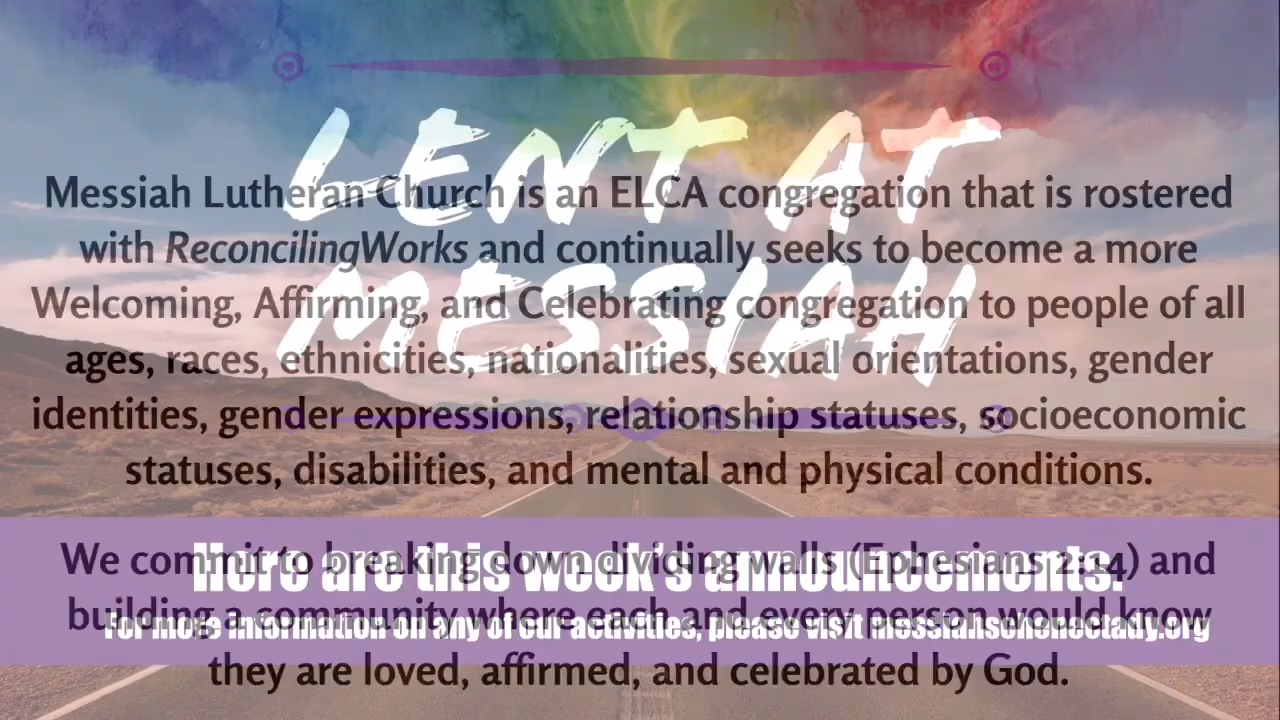 LENT AT
MESSIAH
Messiah Lutheran Church is an ELCA congregation that is rostered
with ReconcilingWorks and continually seeks to become a more
Welcoming, Affirming, and Celebrating congregation to people of all
ages, races, ethnicities, nationalities, sexual orientations, gender
identities, gender expressions, relationship statuses, socioeconomic
statuses, disabilities, and mental and physical conditions.
We commit to breaking down dividing walls (Ephesians 2:14) and
building a community where each and every person would know
they are loved, affirmed, and celebrated by God.
Here are this week's announcements.
For more information on any of our activities, please visit messiahschenectady.org